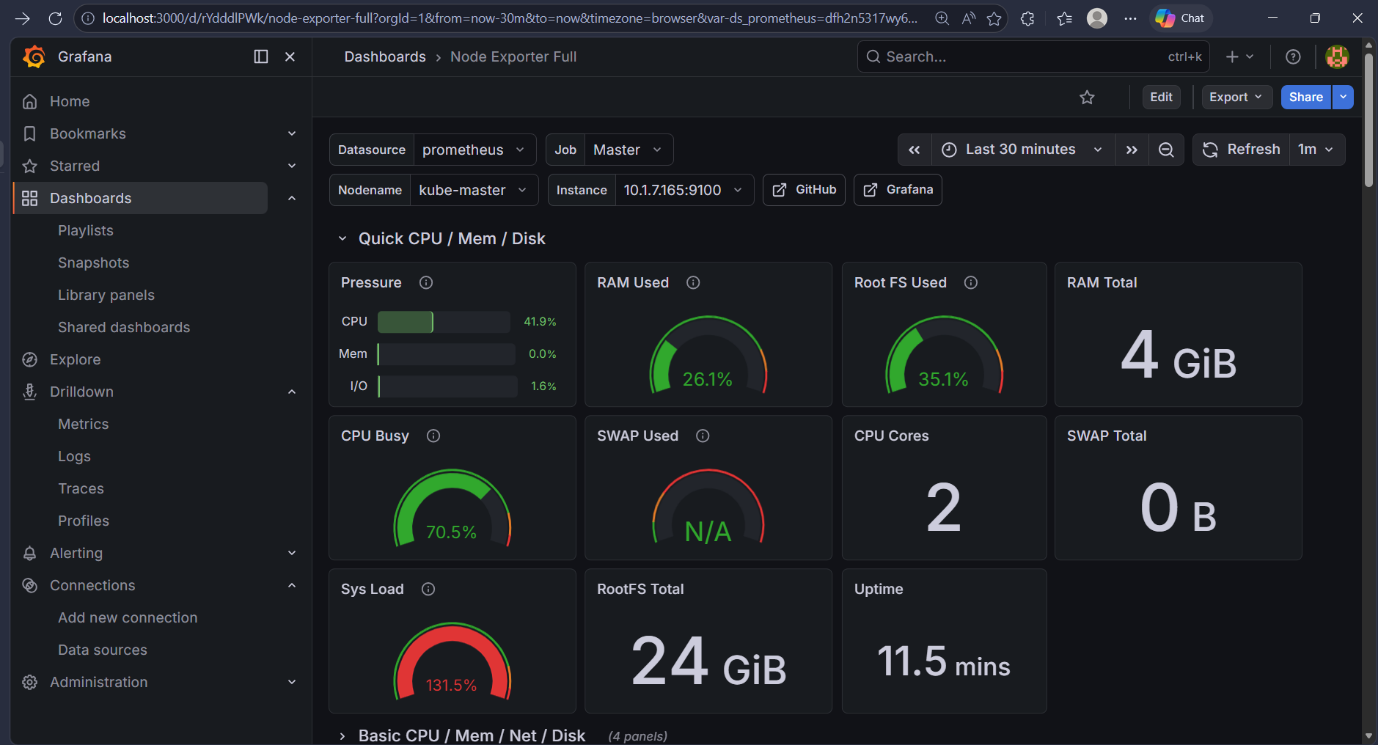 localhost:3000/d/rYdddlPWk/node-exporter-full?orgId=1&from=now-30m&to=now&timezone=browser&var-ds_prometheus=dfh2n5317wy6...
Chat
Grafana
Dashboards › Node Exporter Full
Search...
ctrl+k
Edit
Export
Share
Home
Bookmarks
Starred
Dashboards
Playlists
Snapshots
Library panels
Shared dashboards
Explore
Drilldown
Metrics
Logs
Traces
Profiles
Alerting
Connections
Add new connection
Data sources
Administration
Datasource prometheus
Job Master
Last 30 minutes
Refresh 1m
Nodename kube-master
Instance 10.1.7.165:9100
GitHub
Grafana
Quick CPU / Mem / Disk
Pressure
CPU 41.9%
Mem 0.0%
I/O 1.6%
RAM Used
26.1%
Root FS Used
35.1%
RAM Total
4 GiB
CPU Busy
70.5%
SWAP Used
N/A
CPU Cores
2
SWAP Total
0 B
Sys Load
131.5%
RootFS Total
24 GiB
Uptime
11.5 mins
Basic CPU / Mem / Net / Disk (4 panels)